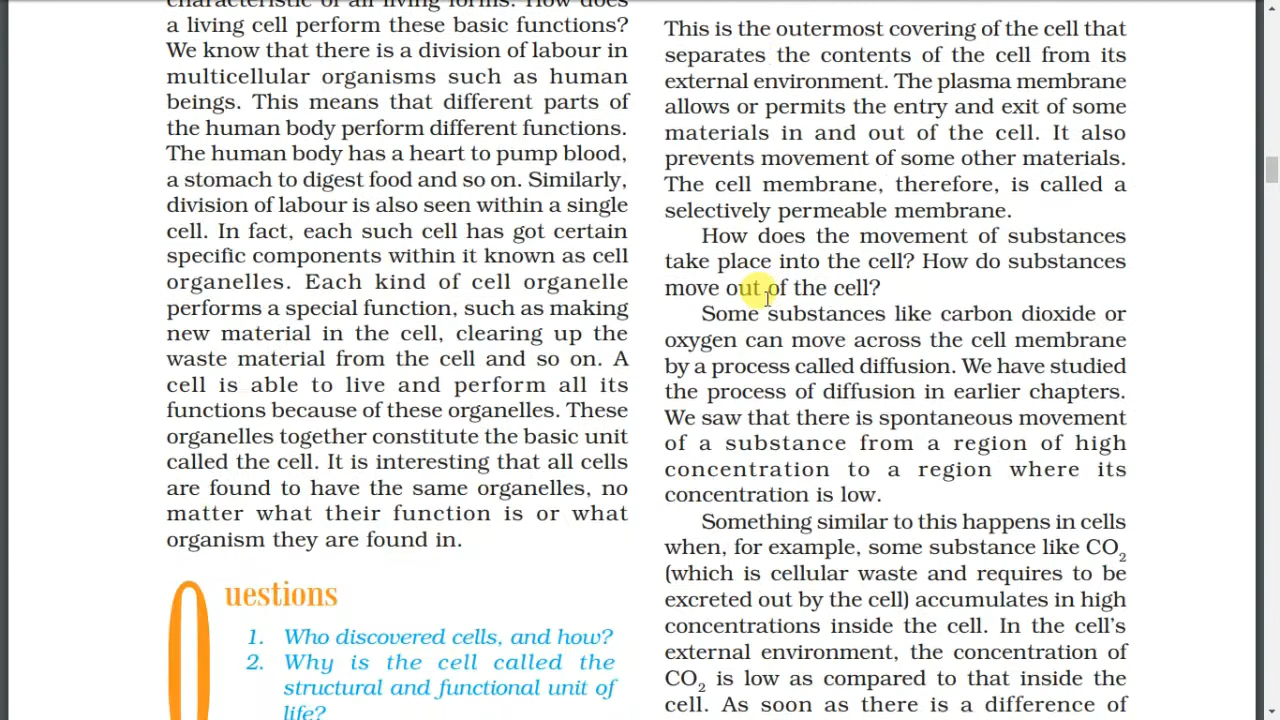 characteristic of all living forms. How does
a living cell perform these basic functions?
We know that there is a division of labour in
multicellular organisms such as human
beings. This means that different parts of
the human body perform different functions.
The human body has a heart to pump blood,
a stomach to digest food and so on. Similarly,
division of labour is also seen within a single
cell. In fact, each such cell has got certain
specific components within it known as cell
organelles. Each kind of cell organelle
performs a special function, such as making
new material in the cell, clearing up the
waste material from the cell and so on. A
cell is able to live and perform all its
functions because of these organelles. These
organelles together constitute the basic unit
called the cell. It is interesting that all cells
are found to have the same organelles, no
matter what their function is or what
organism they are found in.
Questions
1. Who discovered cells, and how?
2. Why is the cell called the
structural and functional unit of
life?
This is the outermost covering of the cell that
separates the contents of the cell from its
external environment. The plasma membrane
allows or permits the entry and exit of some
materials in and out of the cell. It also
prevents movement of some other materials.
The cell membrane, therefore, is called a
selectively permeable membrane.
How does the movement of substances
take place into the cell? How do substances
move out of the cell?
Some substances like carbon dioxide or
oxygen can move across the cell membrane
by a process called diffusion. We have studied
the process of diffusion in earlier chapters.
We saw that there is spontaneous movement
of a substance from a region of high
concentration to a region where its
concentration is low.
Something similar to this happens in cells
when, for example, some substance like CO₂
(which is cellular waste and requires to be
excreted out by the cell) accumulates in high
concentrations inside the cell. In the cell's
external environment, the concentration of
CO₂ is low as compared to that inside the
cell. As soon as there is a difference of